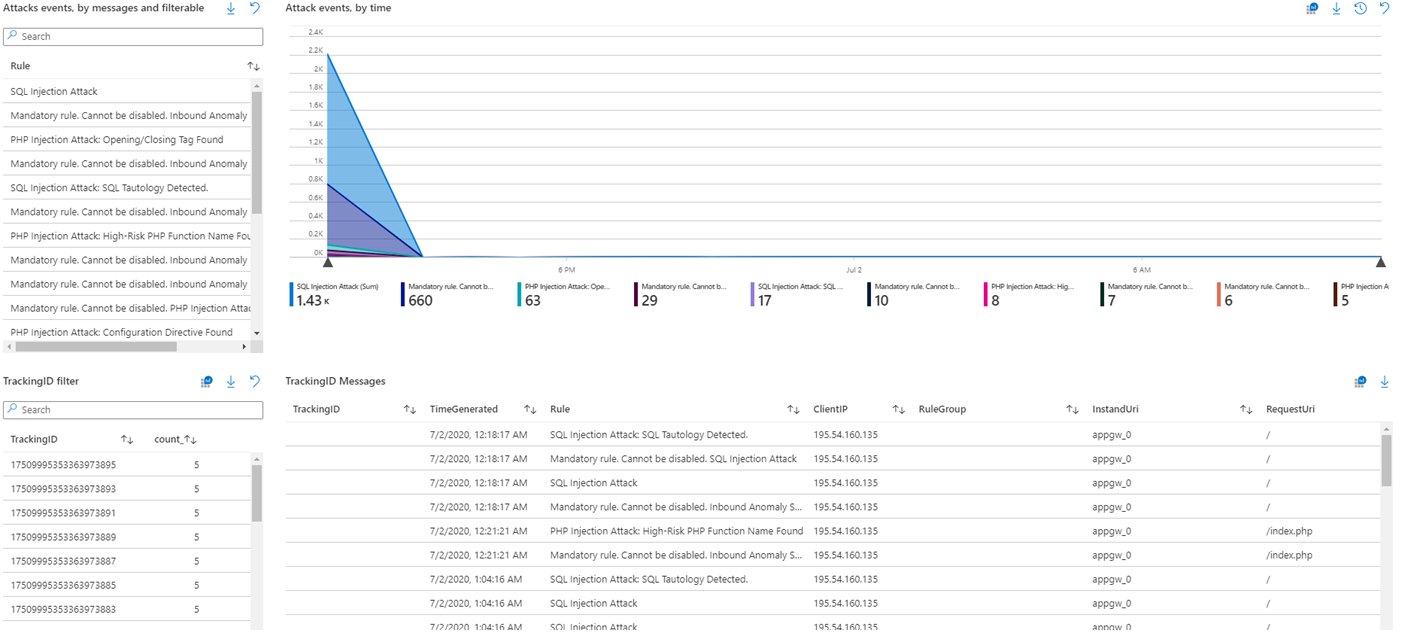 Attacks events, by messages and filterable
Search
Rule
SQL Injection Attack
Mandatory rule. Cannot be disabled. Inbound Anomaly
PHP Injection Attack: Opening/Closing Tag Found
Mandatory rule. Cannot be disabled. Inbound Anomaly
SQL Injection Attack: SQL Tautology Detected.
Mandatory rule. Cannot be disabled. Inbound Anomaly
PHP Injection Attack: High-Risk PHP Function Name Fou
Mandatory rule. Cannot be disabled. Inbound Anomaly
Mandatory rule. Cannot be disabled. Inbound Anomaly
Mandatory rule. Cannot be disabled. PHP Injection Attac
PHP Injection Attack: Configuration Directive Found
Attack events, by time
2.4K
2.2K
2K
1.8K
1.6K
1.4K
1.2K
1K
0.8K
0.6K
0.4K
0.2K
0K
6 PM Jul 2 6 AM
SQL Injection Attack (Sum) Mandatory rule. Cannot b... PHP Injection Attack: Ope... Mandatory rule. Cannot b... SQL Injection Attack: SQL ... Mandatory rule. Cannot b... PHP Injection Attack: Hig... Mandatory rule. Cannot b... Mandatory rule. Cannot b... PHP Injection A
1.43 K 660 63 29 17 10 8 7 6 5
TrackingID filter
Search
TrackingID count_
17509995353363973895 5
17509995353363973893 5
17509995353363973891 5
17509995353363973889 5
17509995353363973887 5
17509995353363973885 5
17509995353363973883 5
TrackingID Messages
TrackingID TimeGenerated Rule ClientIP RuleGroup InstandUri RequestUri
7/2/2020, 12:18:17 AM SQL Injection Attack: SQL Tautology Detected. 195.54.160.135 appgw_0 /
7/2/2020, 12:18:17 AM Mandatory rule. Cannot be disabled. SQL Injection Attack 195.54.160.135 appgw_0 /
7/2/2020, 12:18:17 AM SQL Injection Attack 195.54.160.135 appgw_0 /
7/2/2020, 12:18:17 AM Mandatory rule. Cannot be disabled. Inbound Anomaly S... 195.54.160.135 appgw_0 /
7/2/2020, 12:21:21 AM PHP Injection Attack: High-Risk PHP Function Name Found 195.54.160.135 appgw_0 /index.php
7/2/2020, 12:21:21 AM Mandatory rule. Cannot be disabled. Inbound Anomaly S... 195.54.160.135 appgw_0 /index.php
7/2/2020, 1:04:16 AM SQL Injection Attack: SQL Tautology Detected. 195.54.160.135 appgw_0 /
7/2/2020, 1:04:16 AM SQL Injection Attack 195.54.160.135 appgw_0 /
7/2/2020, 1:04:16 AM SQL Injection Attack 195.54.160.135 appgw_0 /